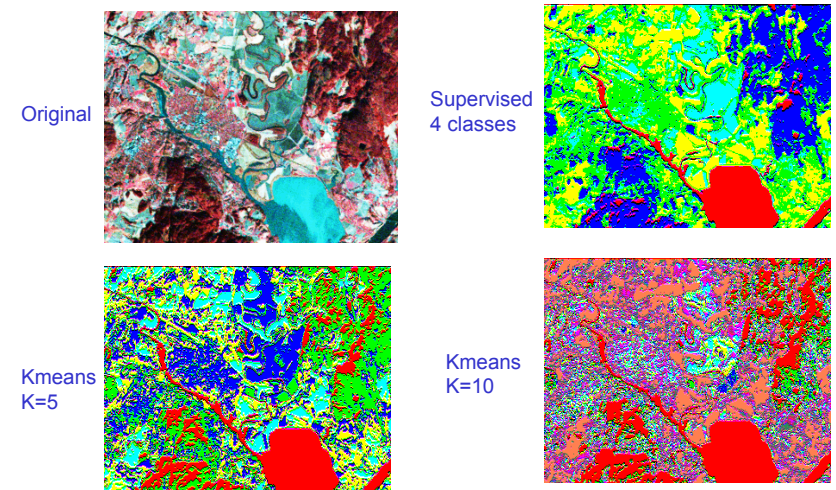 Original
Supervised
4 classes
Kmeans
K=5
Kmeans
K=10